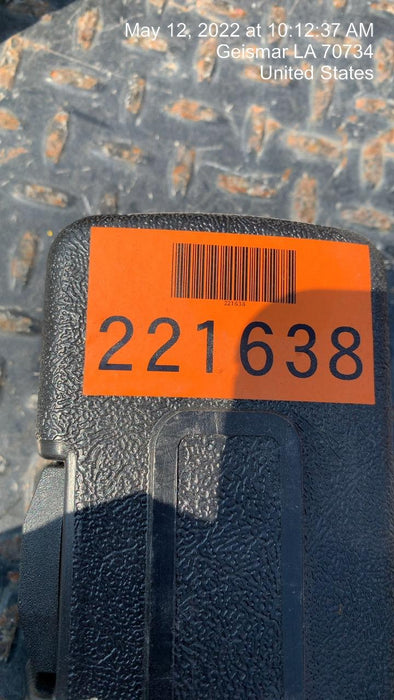 May 12, 2022 at 10:12:37 AM
Geismar LA 70734
United States
221638
221638